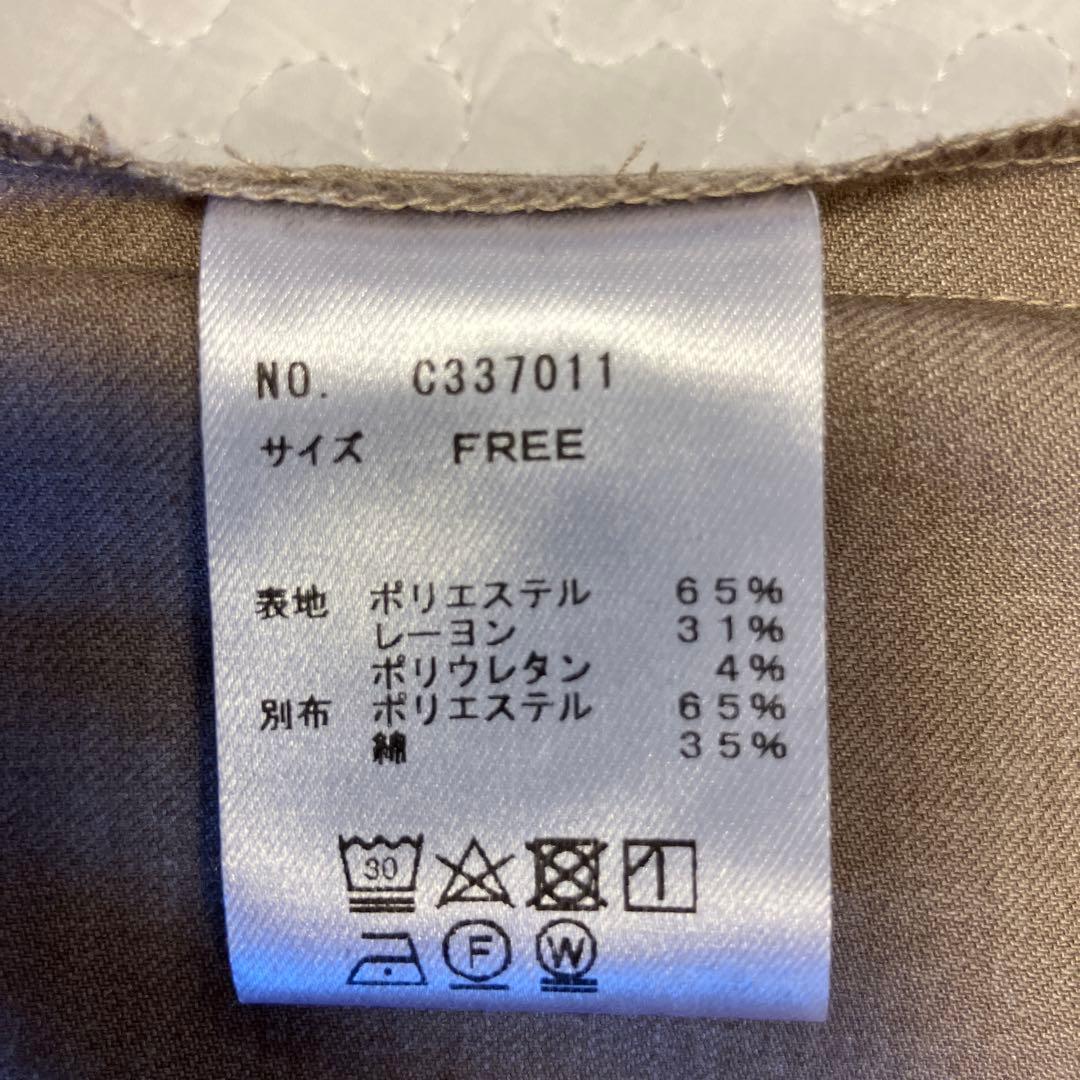 NO. C337011
サイズ FREE
表地 ポリエステル 65%
レーヨン 31%
ポリウレタン 4%
別布 ポリエステル 65%
綿 35%
30
F W